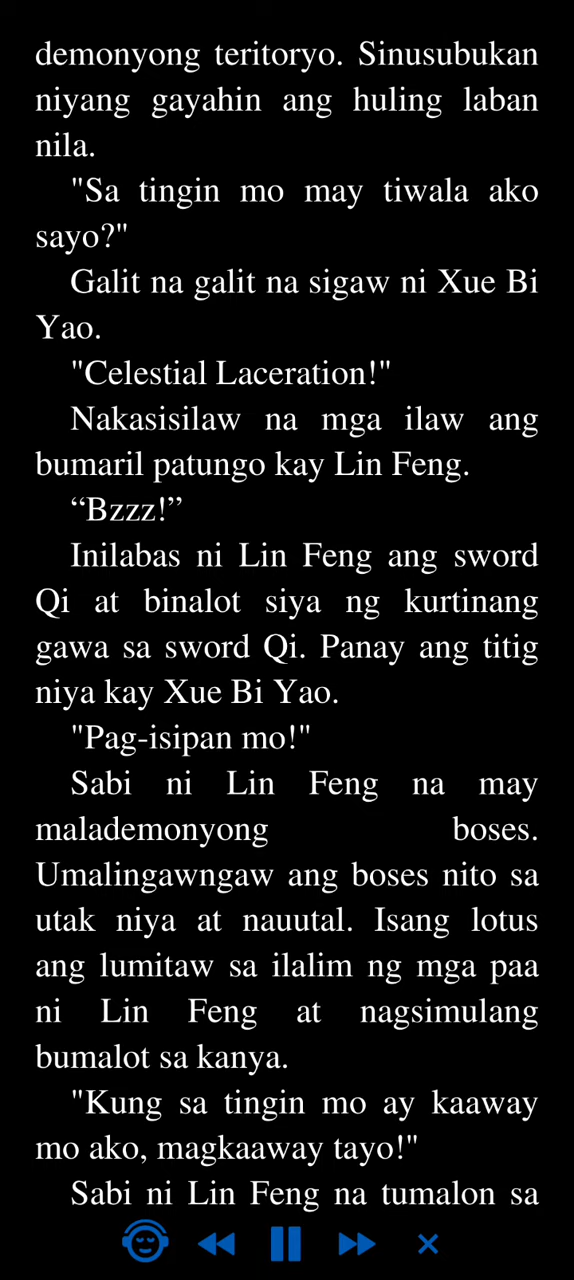 demonyong teritoryo. Sinusubukan
niyang gayahin ang huling laban
nila.
"Sa tingin mo may tiwala ako
sayo?"
Galit na galit na sigaw ni Xue Bi
Yao.
"Celestial Laceration!"
Nakasisilaw na mga ilaw ang
bumaril patungo kay Lin Feng.
“Bzzz!”
Inilabas ni Lin Feng ang sword
Qi at binalot siya ng kurtinang
gawa sa sword Qi. Panay ang titig
niya kay Xue Bi Yao.
"Pag-isipan mo!"
Sabi ni Lin Feng na may
malademonyong boses.
Umalingawngaw ang boses nito sa
utak niya at nauutal. Isang lotus
ang lumitaw sa ilalim ng mga paa
ni Lin Feng at nagsimulang
bumalot sa kanya.
"Kung sa tingin mo ay kaaway
mo ako, magkaaway tayo!"
Sabi ni Lin Feng na tumalon sa